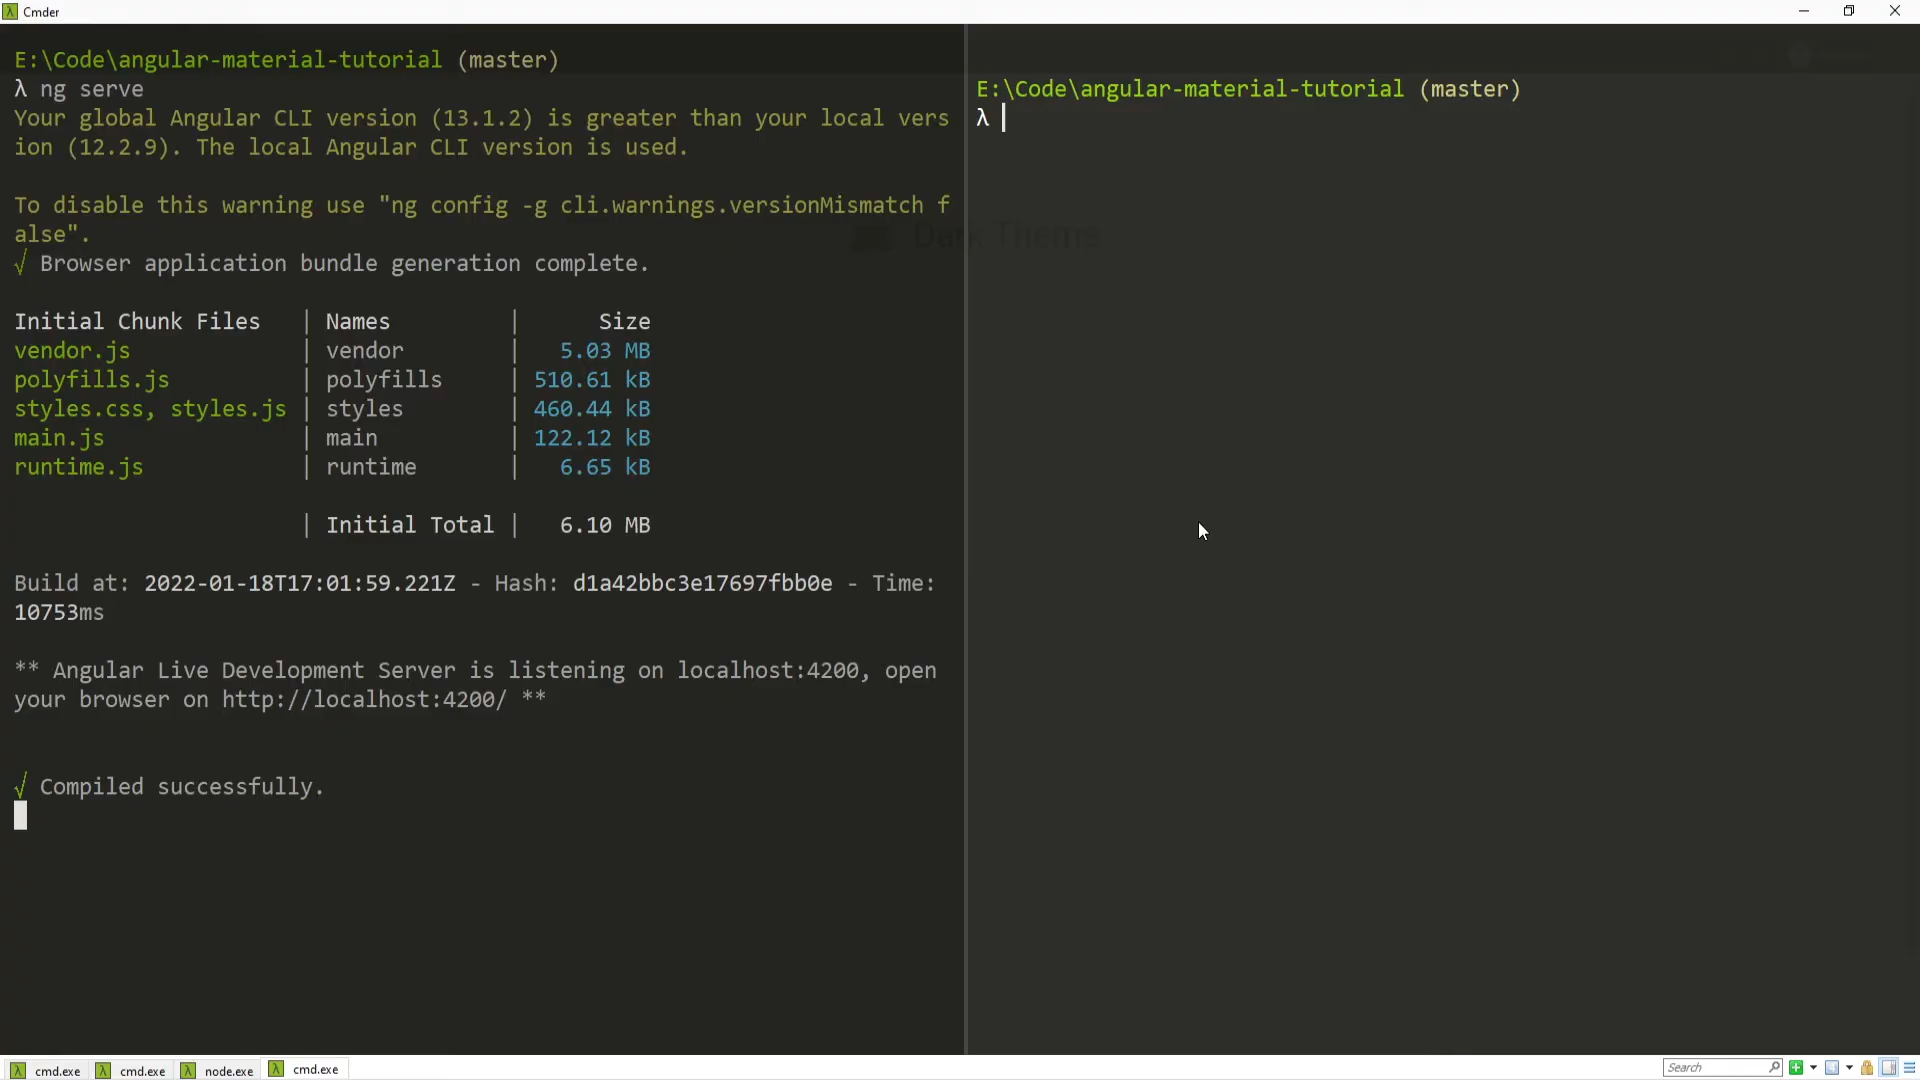 Cmder
E:\Code\angular-material-tutorial (master)
λ ng serve
Your global Angular CLI version (13.1.2) is greater than your local vers
ion (12.2.9). The local Angular CLI version is used.
To disable this warning use "ng config -g cli.warnings.versionMismatch f
alse".
√ Browser application bundle generation complete.
Initial Chunk Files | Names | Size
vendor.js | vendor | 5.03 MB
polyfills.js | polyfills | 510.61 kB
styles.css, styles.js | styles | 460.44 kB
main.js | main | 122.12 kB
runtime.js | runtime | 6.65 kB
| Initial Total | 6.10 MB
Build at: 2022-01-18T17:01:59.221Z - Hash: d1a42bbc3e17697fbb0e - Time:
10753ms
** Angular Live Development Server is listening on localhost:4200, open
your browser on http://localhost:4200/ **
√ Compiled successfully.
E:\Code\angular-material-tutorial (master)
λ
Dark Thems
cmd.exe cmd.exe node.exe cmd.exe Search